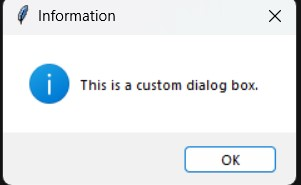 Information
This is a custom dialog box.
OK